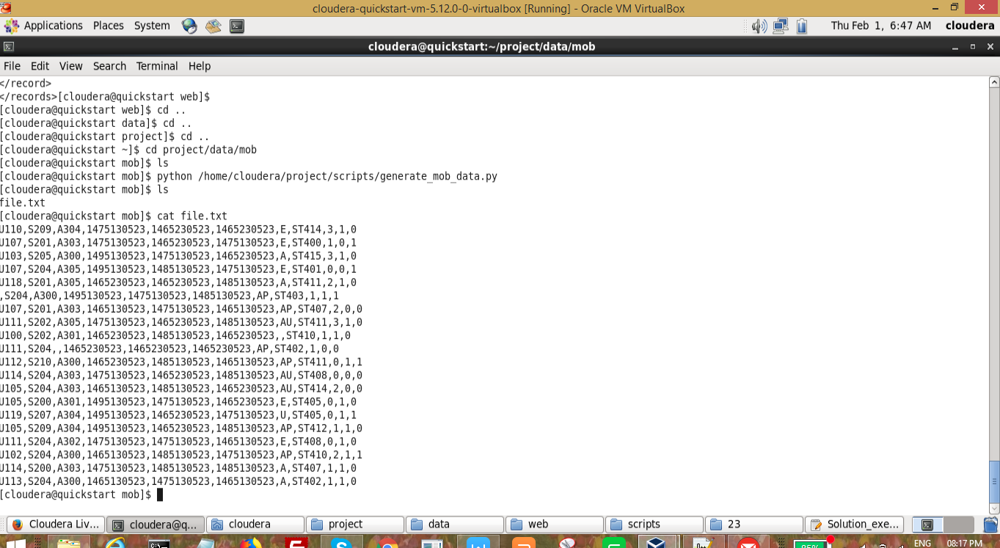 cloudera-quickstart-vm-5.12.0-0-virtualbox [Running] - Oracle VM VirtualBox
Applications Places System Thu Feb 1, 6:47 AM cloudera
cloudera@quickstart:~/project/data/mob
File Edit View Search Terminal Help
</record>
</records>[cloudera@quickstart web]$
[cloudera@quickstart web]$ cd ..
[cloudera@quickstart data]$ cd ..
[cloudera@quickstart project]$ cd ..
[cloudera@quickstart ~]$ cd project/data/mob
[cloudera@quickstart mob]$ ls
[cloudera@quickstart mob]$ python /home/cloudera/project/scripts/generate_mob_data.py
[cloudera@quickstart mob]$ ls
file.txt
[cloudera@quickstart mob]$ cat file.txt
U110,S209,A304,1475130523,1465230523,1465230523,E,ST414,3,1,0
U107,S201,A303,1475130523,1465230523,1475130523,E,ST400,1,0,1
U103,S205,A300,1495130523,1475130523,1465230523,A,ST415,3,1,0
U107,S204,A305,1495130523,1485130523,1475130523,E,ST401,0,0,1
U118,S201,A305,1465230523,1465230523,1485130523,A,ST411,2,1,0
,S204,A300,1495130523,1475130523,1485130523,AP,ST403,1,1,1
U107,S201,A303,1465130523,1475130523,1465130523,AP,ST407,2,0,0
U111,S202,A305,1475130523,1465230523,1485130523,AU,ST411,3,1,0
U100,S202,A301,1465230523,1485130523,1465230523,,ST410,1,1,0
U111,S204,,1465230523,1465230523,1465230523,AP,ST402,1,0,0
U112,S210,A300,1465230523,1485130523,1465130523,AP,ST411,0,1,1
U114,S204,A303,1475130523,1465230523,1485130523,AU,ST408,0,0,0
U105,S204,A303,1465130523,1485130523,1465230523,AU,ST414,2,0,0
U105,S200,A301,1495130523,1475130523,1465230523,E,ST405,0,1,0
U119,S207,A304,1495130523,1465230523,1475130523,U,ST405,0,1,1
U105,S209,A304,1495130523,1465230523,1485130523,AP,ST412,1,1,0
U111,S204,A302,1475130523,1475130523,1465130523,E,ST408,0,1,0
U102,S204,A300,1465130523,1485130523,1475130523,AP,ST410,2,1,1
U114,S200,A303,1475130523,1485130523,1485130523,A,ST407,1,1,0
U113,S204,A300,1465130523,1475130523,1465130523,A,ST402,1,1,0
[cloudera@quickstart mob]$
Cloudera Liv... cloudera@q... cloudera project data web scripts 23 Solution_exe...
ENG 08:17 PM